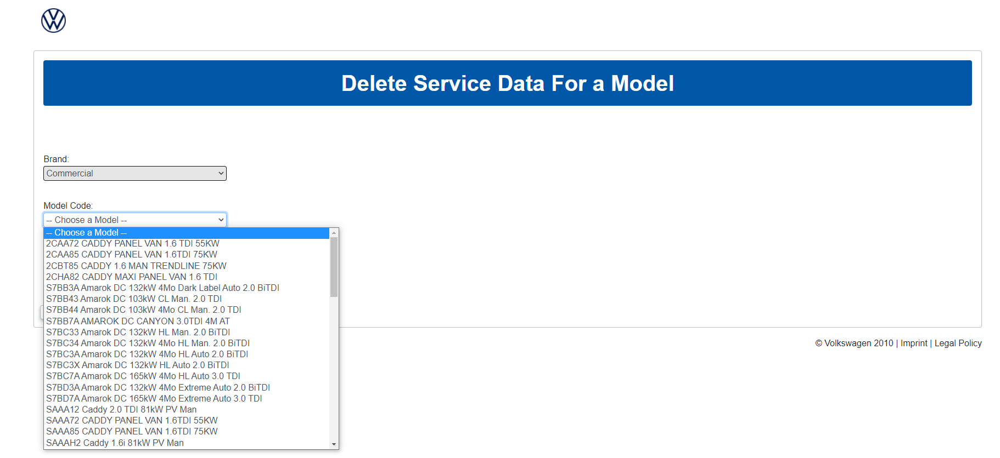 Delete Service Data For a Model
Brand:
Commercial
Model Code:
-- Choose a Model --
-- Choose a Model --
2CAA72 CADDY PANEL VAN 1.6 TDI 55KW
2CAA85 CADDY PANEL VAN 1.6TDI 75KW
2CBT85 CADDY 1.6 MAN TRENDLINE 75KW
2CHA82 CADDY MAXI PANEL VAN 1.6 TDI
S7BB3A Amarok DC 132kW 4Mo Dark Label Auto 2.0 BiTDI
S7BB43 Amarok DC 103kW CL Man. 2.0 TDI
S7BB44 Amarok DC 103kW 4Mo CL Man. 2.0 TDI
S7BB7A AMAROK DC CANYON 3.0TDI 4M AT
S7BC33 Amarok DC 132kW HL Man. 2.0 BiTDI
S7BC34 Amarok DC 132kW 4Mo HL Man. 2.0 BiTDI
S7BC3A Amarok DC 132kW 4Mo HL Auto 2.0 BiTDI
S7BC3X Amarok DC 132kW HL Auto 2.0 BiTDI
S7BC7A Amarok DC 165kW 4Mo HL Auto 3.0 TDI
S7BD3A Amarok DC 132kW 4Mo Extreme Auto 2.0 BiTDI
S7BD7A Amarok DC 165kW 4Mo Extreme Auto 3.0 TDI
SAAA12 Caddy 2.0 TDI 81kW PV Man
SAAA72 CADDY PANEL VAN 1.6TDI 55KW
SAAA85 CADDY PANEL VAN 1.6TDI 75KW
SAAAH2 Caddy 1.6i 81kW PV Man
© Volkswagen 2010 | Imprint | Legal Policy